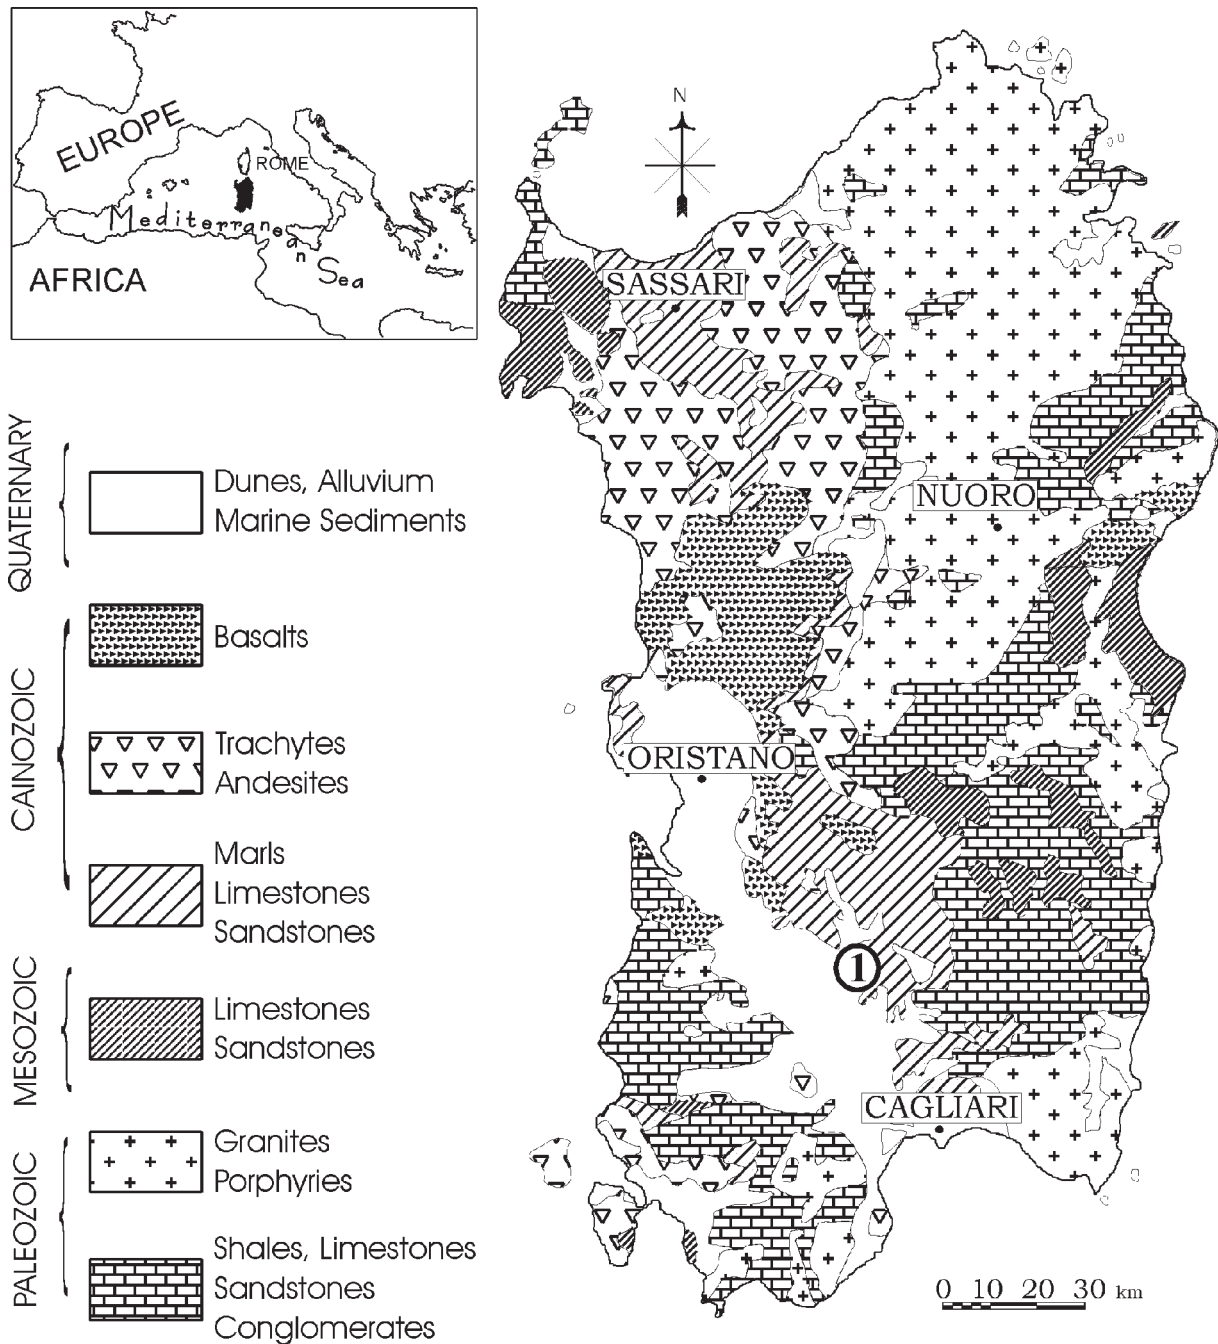 EUROPE
ROME
Mediterranean Sea
AFRICA
N
SASSARI
NUORO
ORISTANO
1
CAGLIARI
0 10 20 30 km
QUATERNARY
Dunes, Alluvium
Marine Sediments
CAINOZOIC
Basalts
Trachytes
Andesites
Marls
Limestones
Sandstones
MESOZOIC
Limestones
Sandstones
PALEOZOIC
Granites
Porphyries
Shales, Limestones
Sandstones
Conglomerates